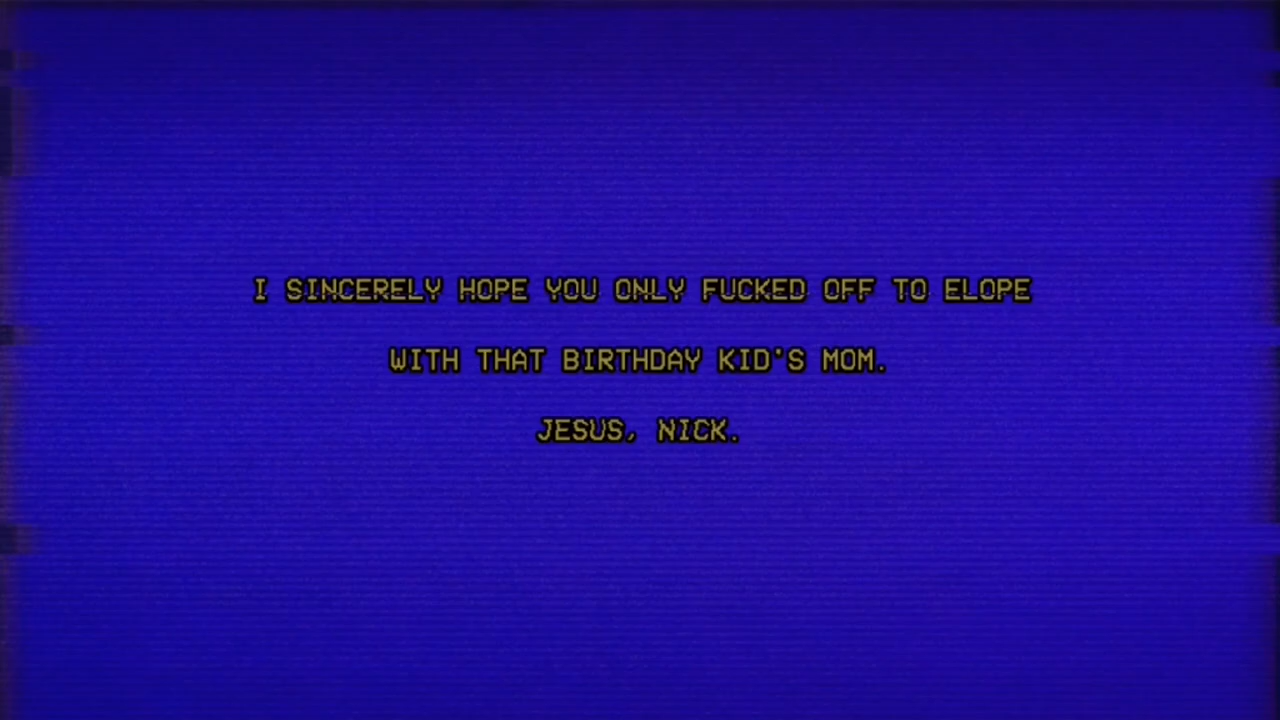 I SINCERELY HOPE YOU ONLY FUCKED OFF TO ELOPE
WITH THAT BIRTHDAY KID'S MOM.
JESUS, NICK.